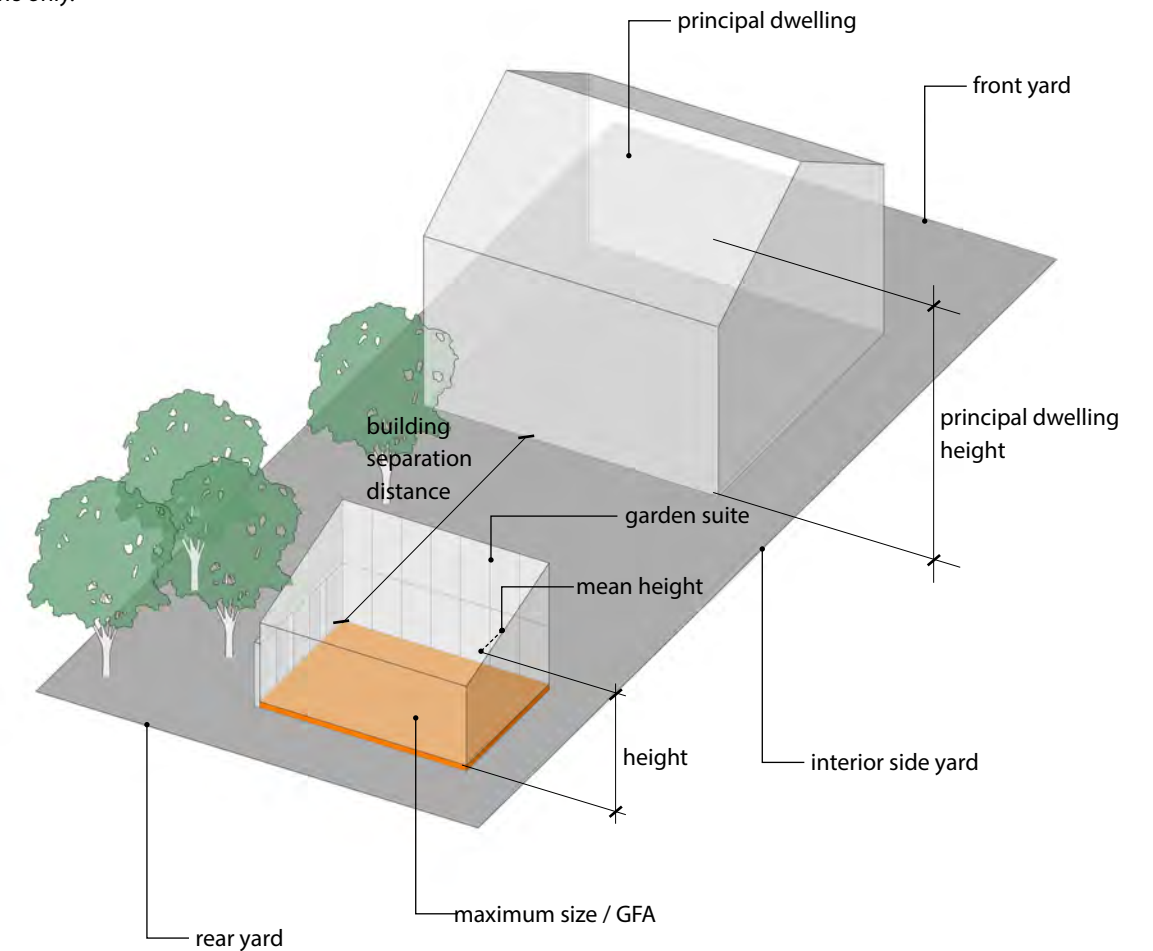 only.
principal dwelling
front yard
principal dwelling
height
building
separation
distance
garden suite
mean height
height
interior side yard
maximum size / GFA
rear yard